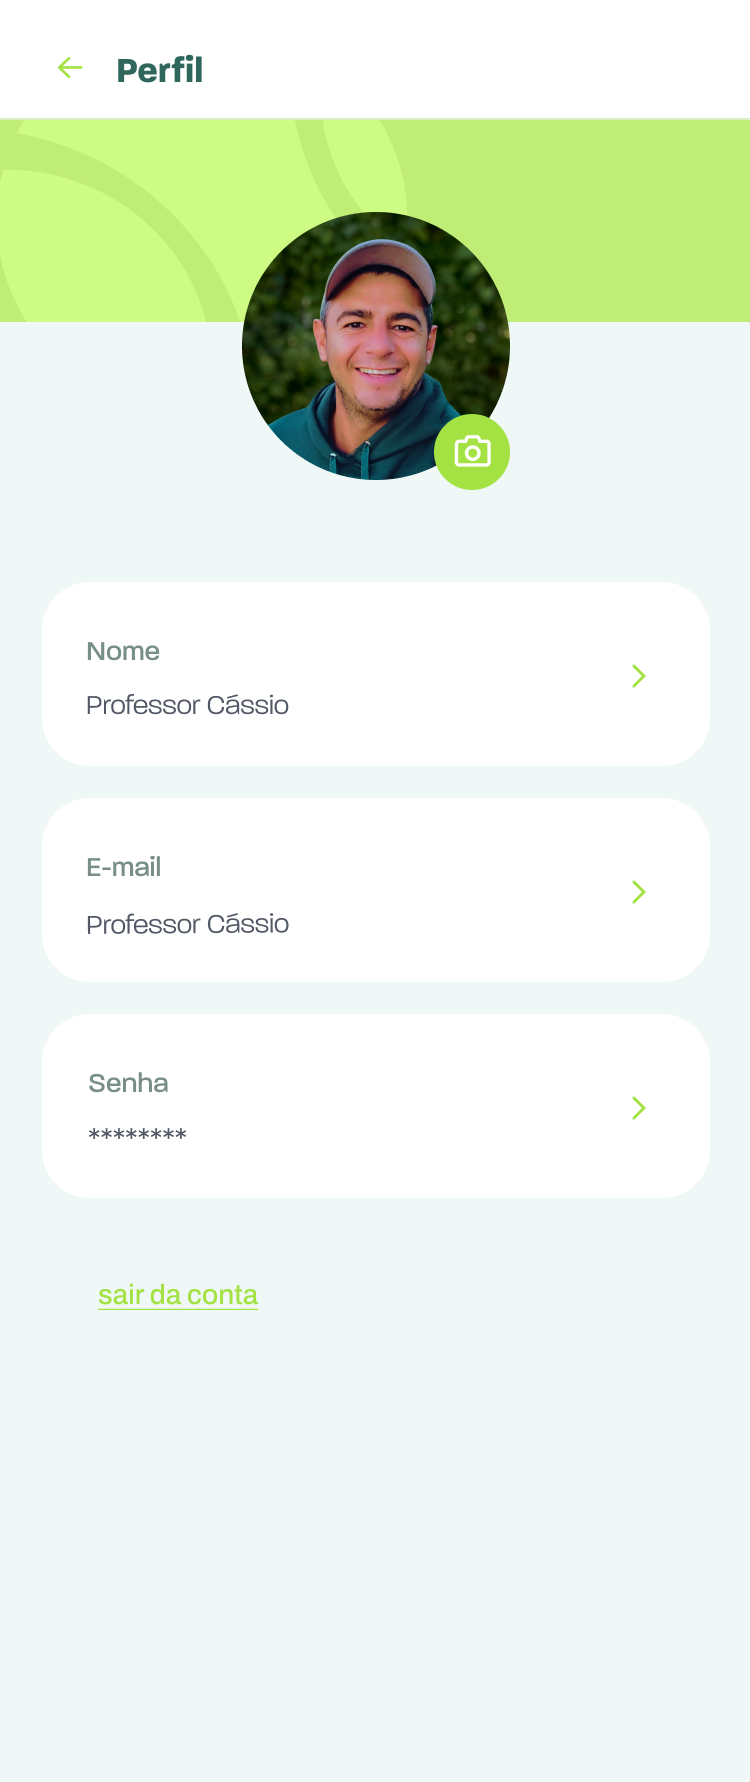 Perfil
Nome
Professor Cássio
E-mail
Professor Cássio
Senha
********
sair da conta